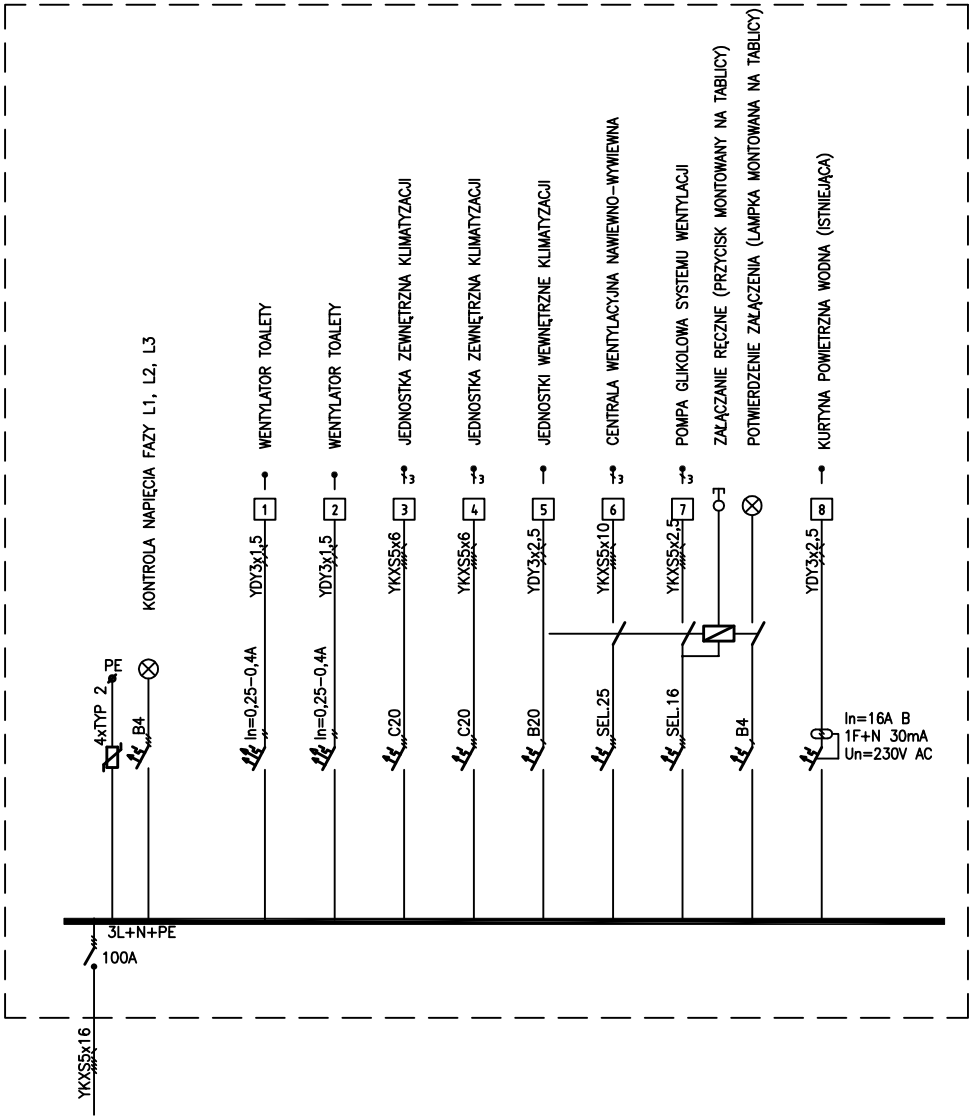 KONTROLA NAPIĘCIA FAZY L1, L2, L3
WENTYLATOR TOALETY
WENTYLATOR TOALETY
JEDNOSTKA ZEWNĘTRZNA KLIMATYZACJI
JEDNOSTKA ZEWNĘTRZNA KLIMATYZACJI
JEDNOSTKI WEWNĘTRZNE KLIMATYZACJI
CENTRALA WENTYLACYJNA NAWIEWNO-WYWIEWNA
POMPA GLIKOLOWA SYSTEMU WENTYLACJI
ZAŁĄCZANIE RĘCZNE (PRZYCISK MONTOWANY NA TABLICY)
POTWIERDZENIE ZAŁĄCZENIA (LAMPKA MONTOWANA NA TABLICY)
KURTYNA POWIETRZNA WODNA (ISTNIEJĄCA)
3
3
3
3
1
2
3
4
5
6
7
8
YDY3x1,5
YDY3x1,5
YKXS5x6
YKXS5x6
YDY3x2,5
YKXS5x10
YKXS5x2,5
YDY3x2,5
PE
4xTYP 2
B4
In=0,25-0,4A
In=0,25-0,4A
C20
C20
B20
SEL.25
SEL.16
B4
In=16A B
1F+N 30mA
Un=230V AC
3L+N+PE
100A
YKXS5x16